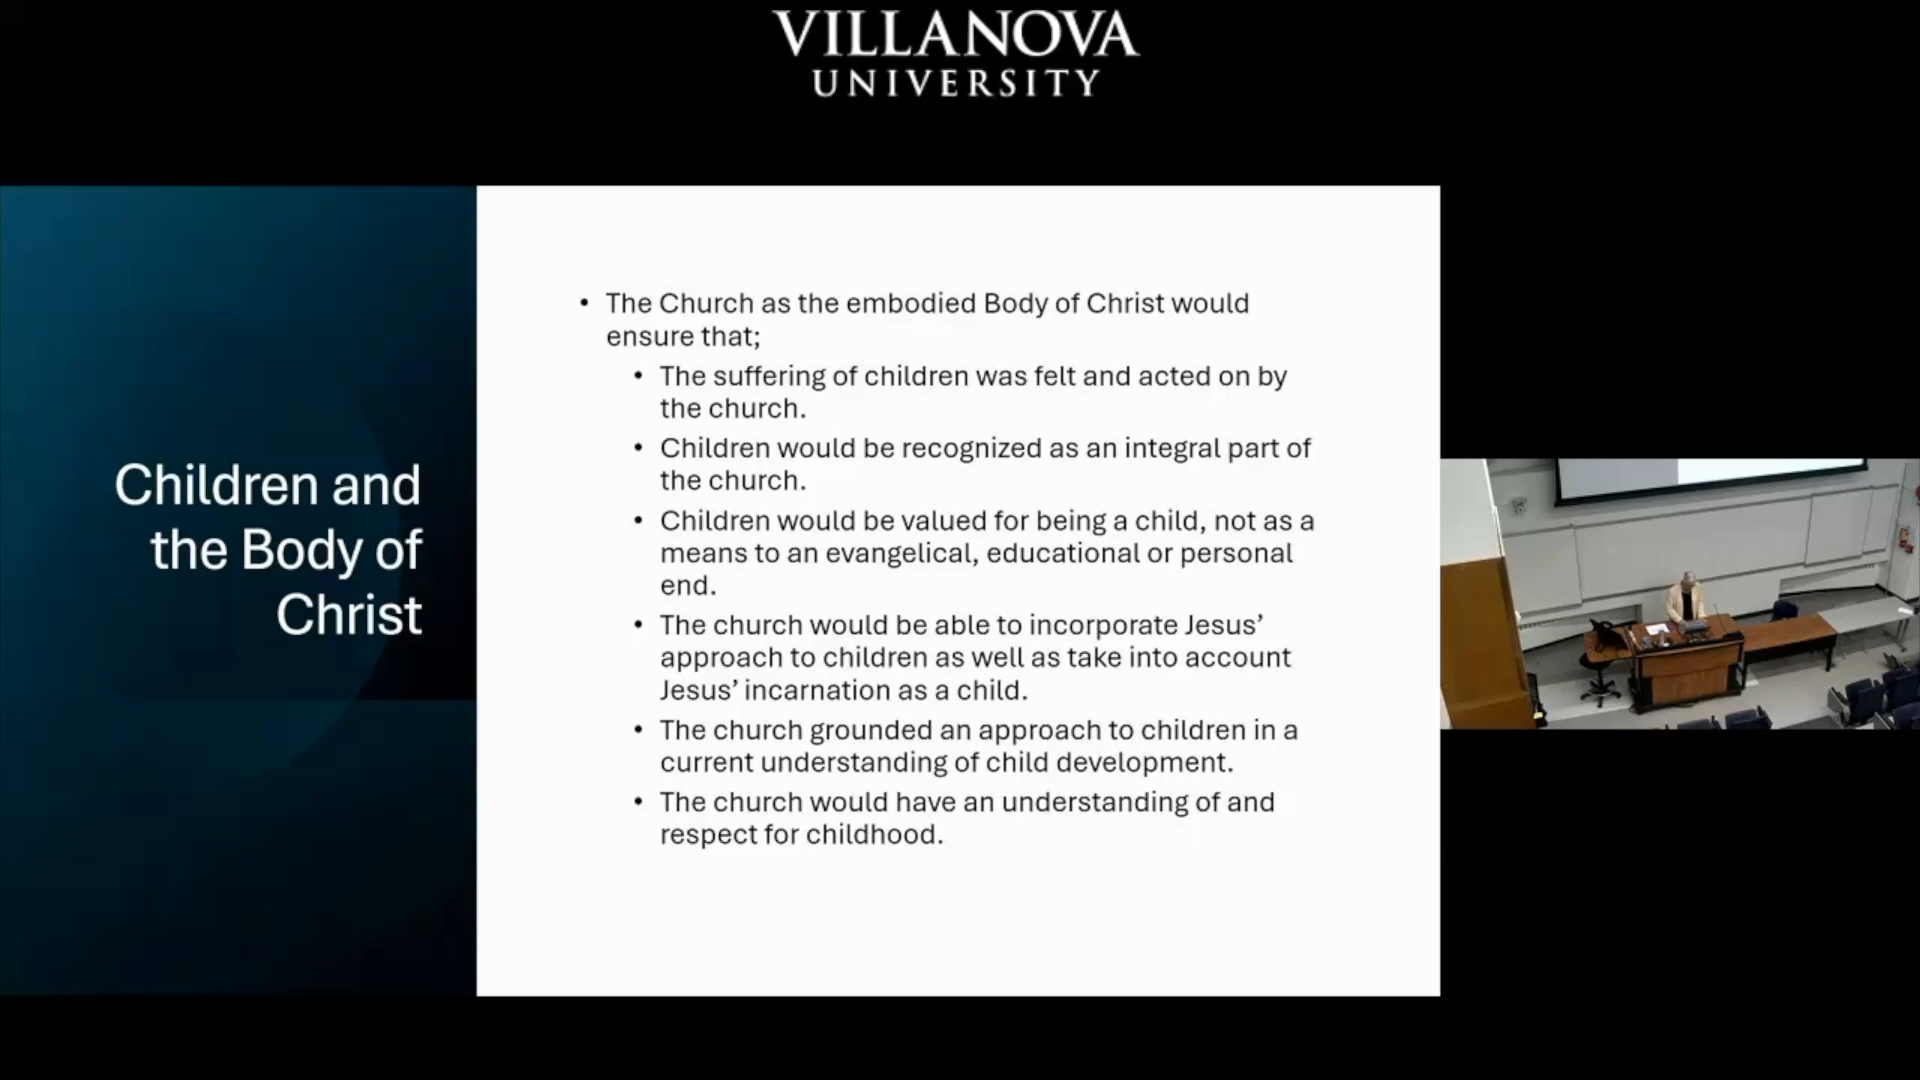 VILLANOVA
UNIVERSITY
Children and
the Body of
Christ
• The Church as the embodied Body of Christ would
ensure that;
• The suffering of children was felt and acted on by
the church.
• Children would be recognized as an integral part of
the church.
• Children would be valued for being a child, not as a
means to an evangelical, educational or personal
end.
• The church would be able to incorporate Jesus’
approach to children as well as take into account
Jesus’ incarnation as a child.
• The church grounded an approach to children in a
current understanding of child development.
• The church would have an understanding of and
respect for childhood.